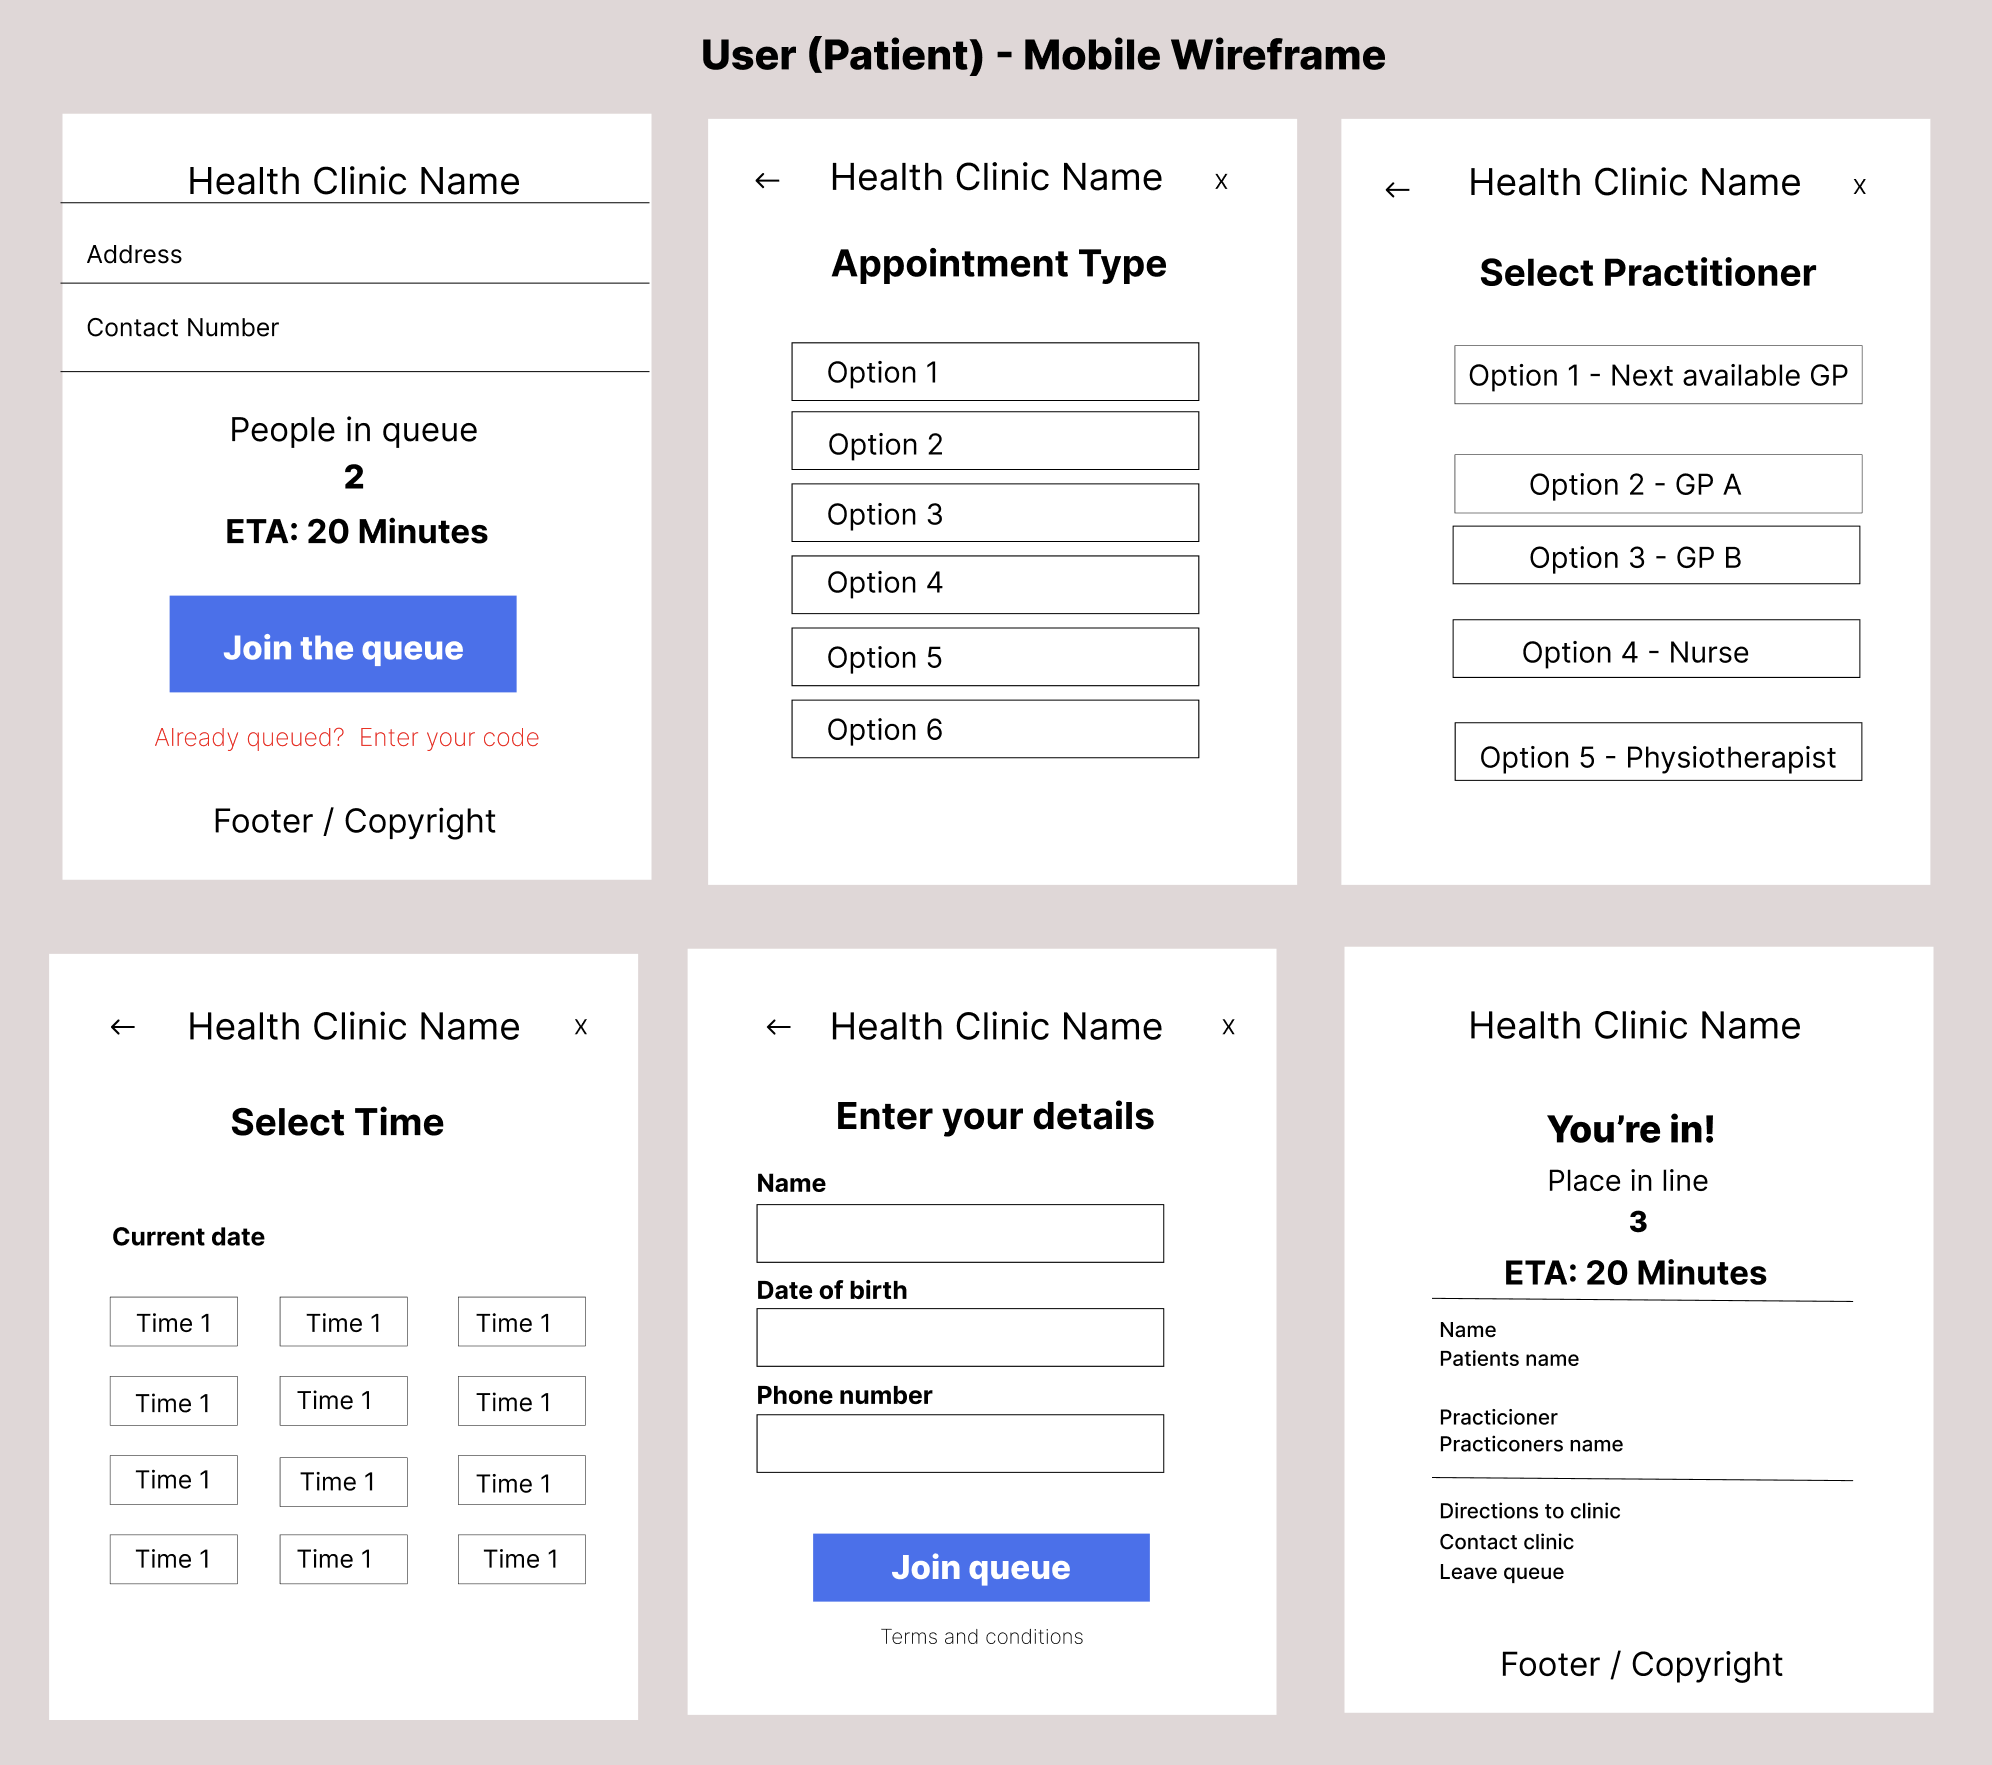 User (Patient) - Mobile Wireframe
Health Clinic Name
Address
Contact Number
People in queue
2
ETA: 20 Minutes
Join the queue
Already queued?  Enter your code
Footer / Copyright
← Health Clinic Name x
Appointment Type
Option 1
Option 2
Option 3
Option 4
Option 5
Option 6
← Health Clinic Name x
Select Practitioner
Option 1 - Next available GP
Option 2 - GP A
Option 3 - GP B
Option 4 - Nurse
Option 5 - Physiotherapist
← Health Clinic Name x
Select Time
Current date
Time 1 Time 1 Time 1
Time 1 Time 1 Time 1
Time 1 Time 1 Time 1
Time 1 Time 1 Time 1
← Health Clinic Name x
Enter your details
Name
Date of birth
Phone number
Join queue
Terms and conditions
Health Clinic Name
You’re in!
Place in line
3
ETA: 20 Minutes
Name
Patients name
Practicioner
Practiconers name
Directions to clinic
Contact clinic
Leave queue
Footer / Copyright